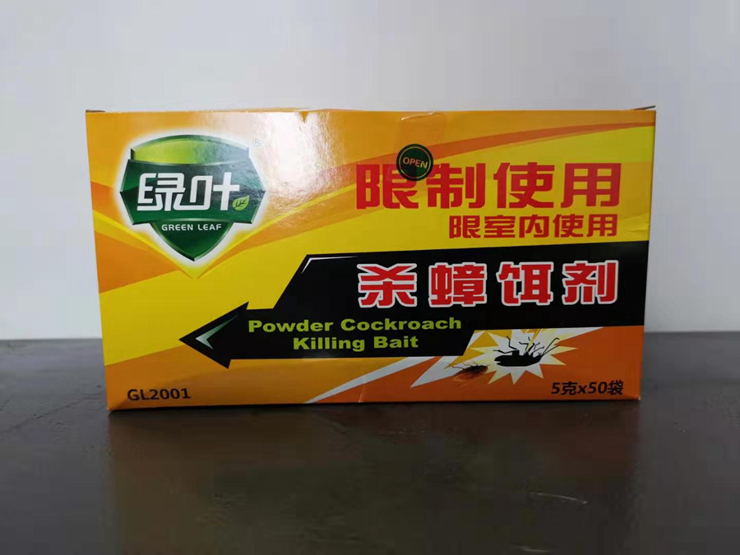 绿叶
GREEN LEAF
OPEN
限制使用
限室内使用
杀蟑饵剂
Powder Cockroach
Killing Bait
GL2001
5克x50袋